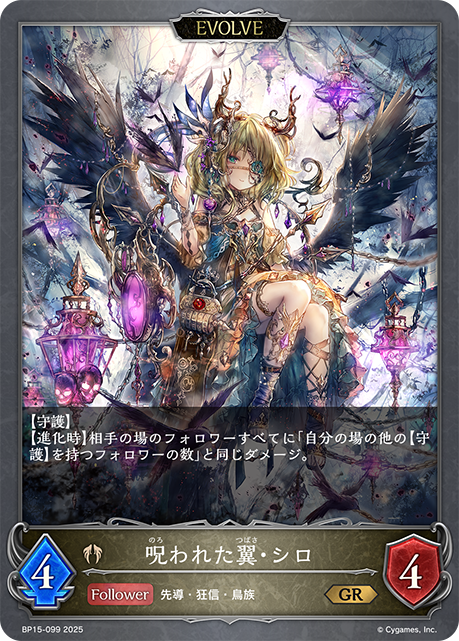 EVOLVE
【守護】
【進化時】相手の場のフォロワーすべてに「自分の場の他の【守
護】を持つフォロワーの数」と同じダメージ。
呪われた翼・シロ
のろ つばさ
4
Follower 先導・狂信・鳥族 GR
4
BP15-099 2025 © Cygames, Inc.